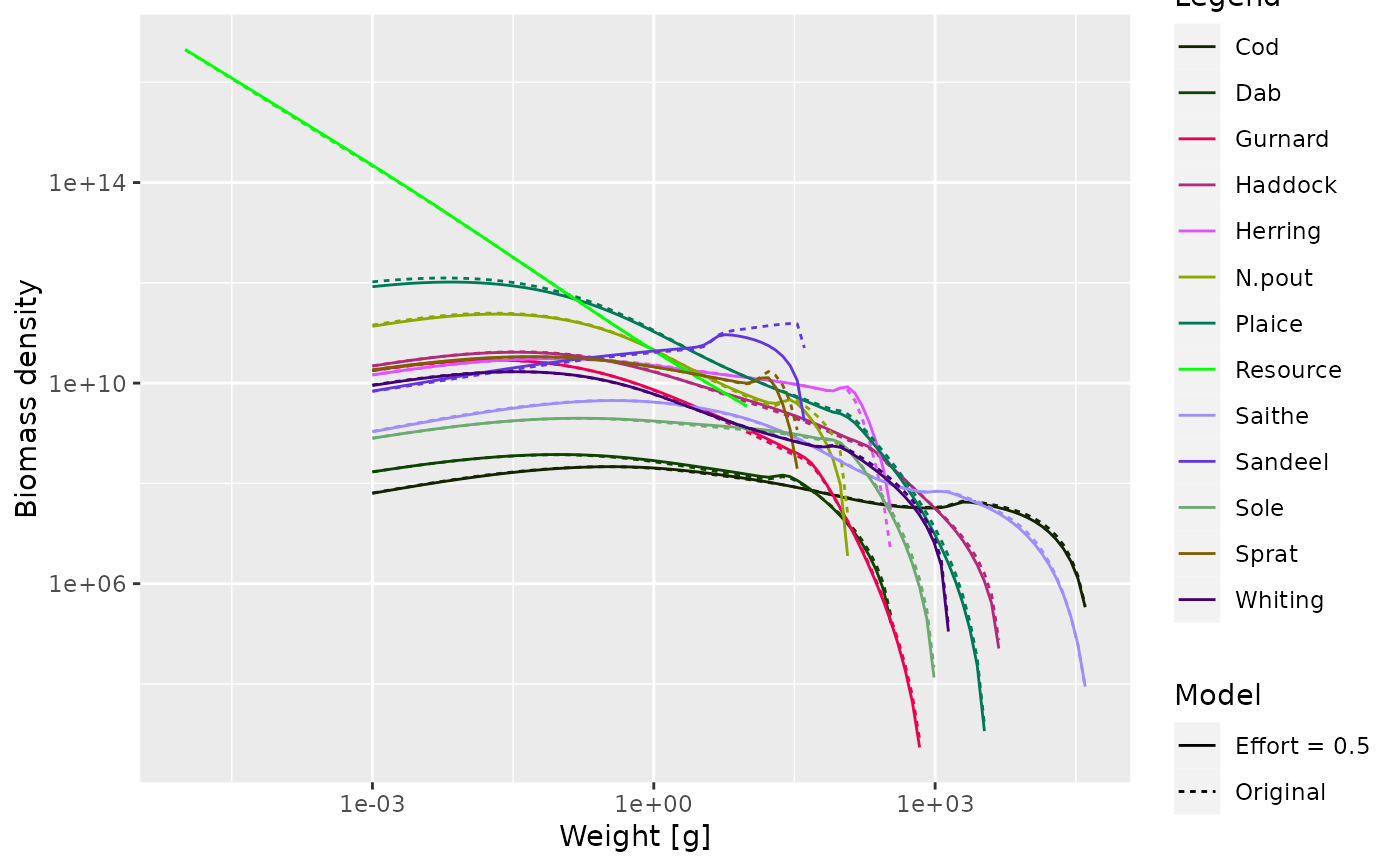 Legend
Cod
Dab
Gurnard
Haddock
Herring
N.pout
Plaice
Resource
Saithe
Sandeel
Sole
Sprat
Whiting
Model
Effort = 0.5
Original
1e+14
1e+10
1e+06
Biomass density
1e-03
1e+00
1e+03
Weight [g]